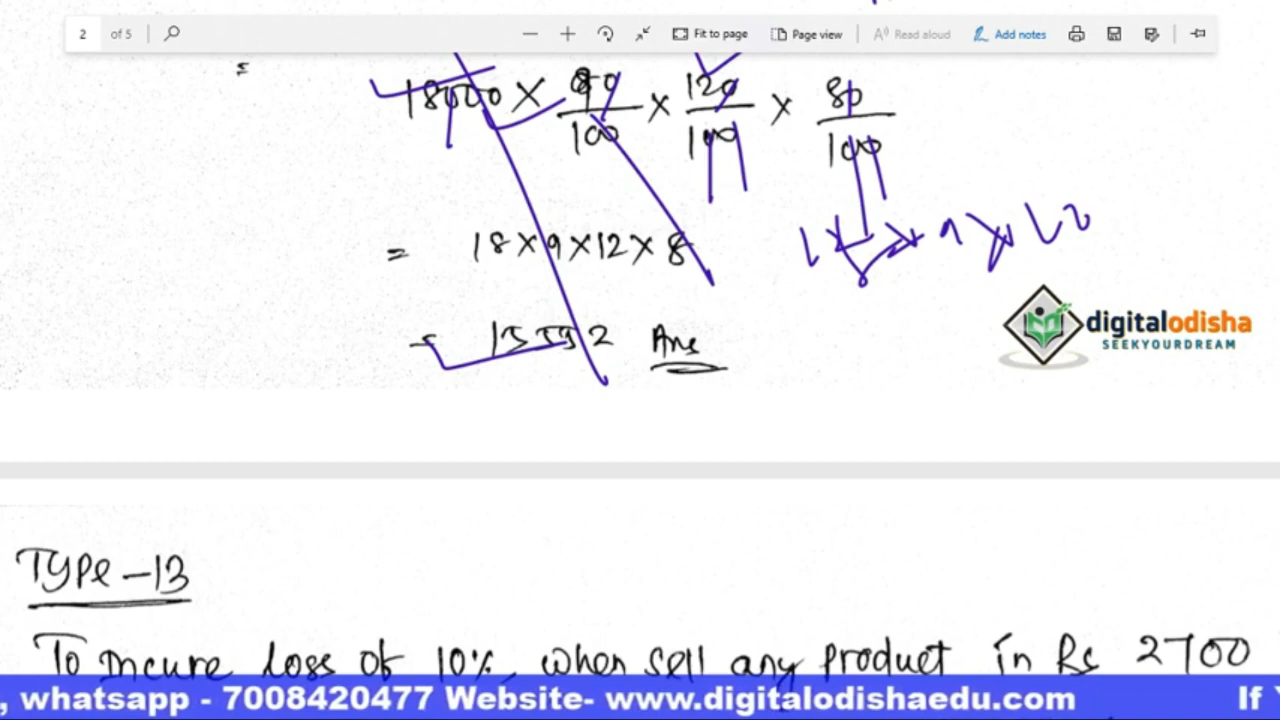 2 of 5 Fit to page Page view Read aloud Add notes
= 18000 × 90/100 × 120/100 × 80/100
= 18×9×12×8
= 15552 Ans
digitalodisha
SEEKYOURDREAM
TYPE-13
To Incure loss of 10%, when sell any product in Rs 2700
, whatsapp - 7008420477 Website- www.digitalodishaedu.com If